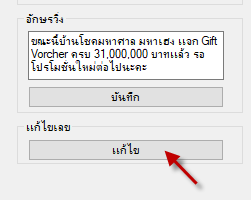 อักษรวิ่ง
ขณะนี้บ้านโชคมหาศาล มหาเฮง แจก Gift
Vorcher ครบ 31,000,000 บาทแล้ว รอ
โปรโมชั่นใหม่ต่อไปนะคะ
บันทึก
แก้ไขเลข
แก้ไข